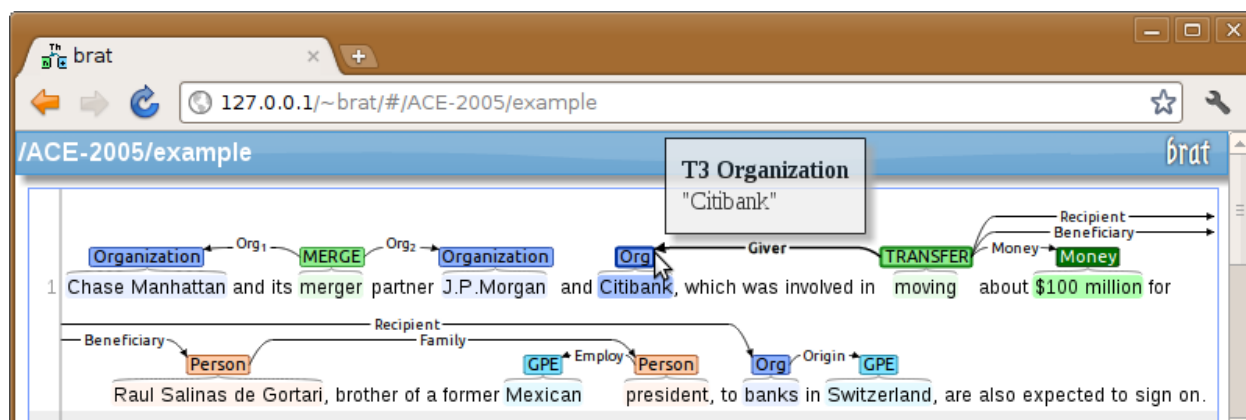 brat
127.0.0.1/~brat/#/ACE-2005/example
/ACE-2005/example
brat
T3 Organization
"Citibank"
Recipient
Beneficiary
Org1 Org2 Giver Money
Organization MERGE Organization Org TRANSFER Money
1 Chase Manhattan and its merger partner J.P.Morgan and Citibank, which was involved in moving about $100 million for
Recipient
Beneficiary Family
Employ Origin
Person GPE Person Org GPE
Raul Salinas de Gortari, brother of a former Mexican president, to banks in Switzerland, are also expected to sign on.